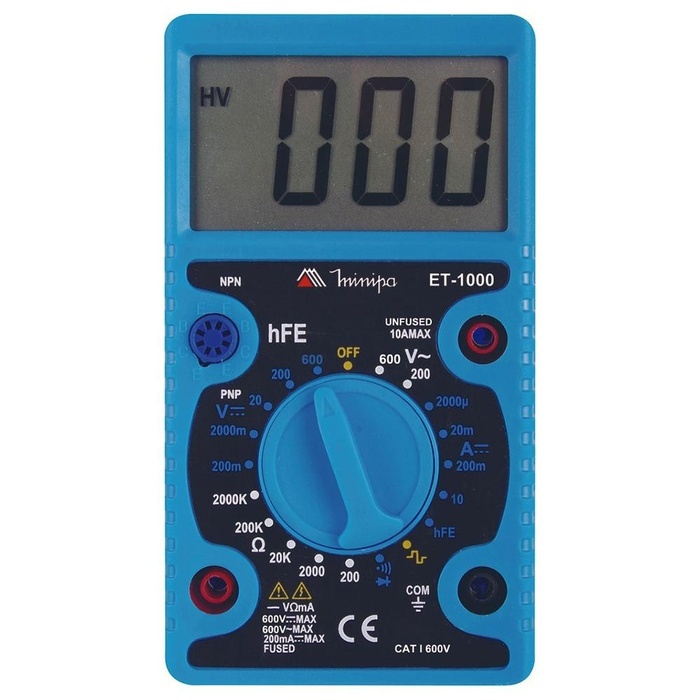 HV 000
NPN
minipa
ET-1000
hFE
UNFUSED
10AMAX
E E
B B
C C
E E
PNP
OFF
600 V~
200
600
200
20
V⎓
2000m
200m
2000K
200K
Ω
20K
2000
200
2000µ
20m
A⎓
200m
10
hFE
COM
VΩmA
600V⎓MAX
600V~MAX
200mA⎓MAX
FUSED
CE
CAT I 600V